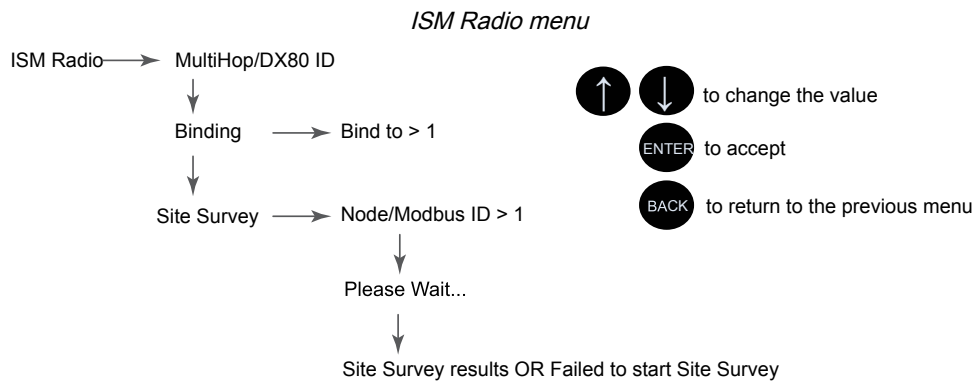 ISM Radio menu
ISM Radio
MultiHop/DX80 ID
Binding
Bind to > 1
Site Survey
Node/Modbus ID > 1
Please Wait...
Site Survey results OR Failed to start Site Survey
to change the value
ENTER to accept
BACK to return to the previous menu